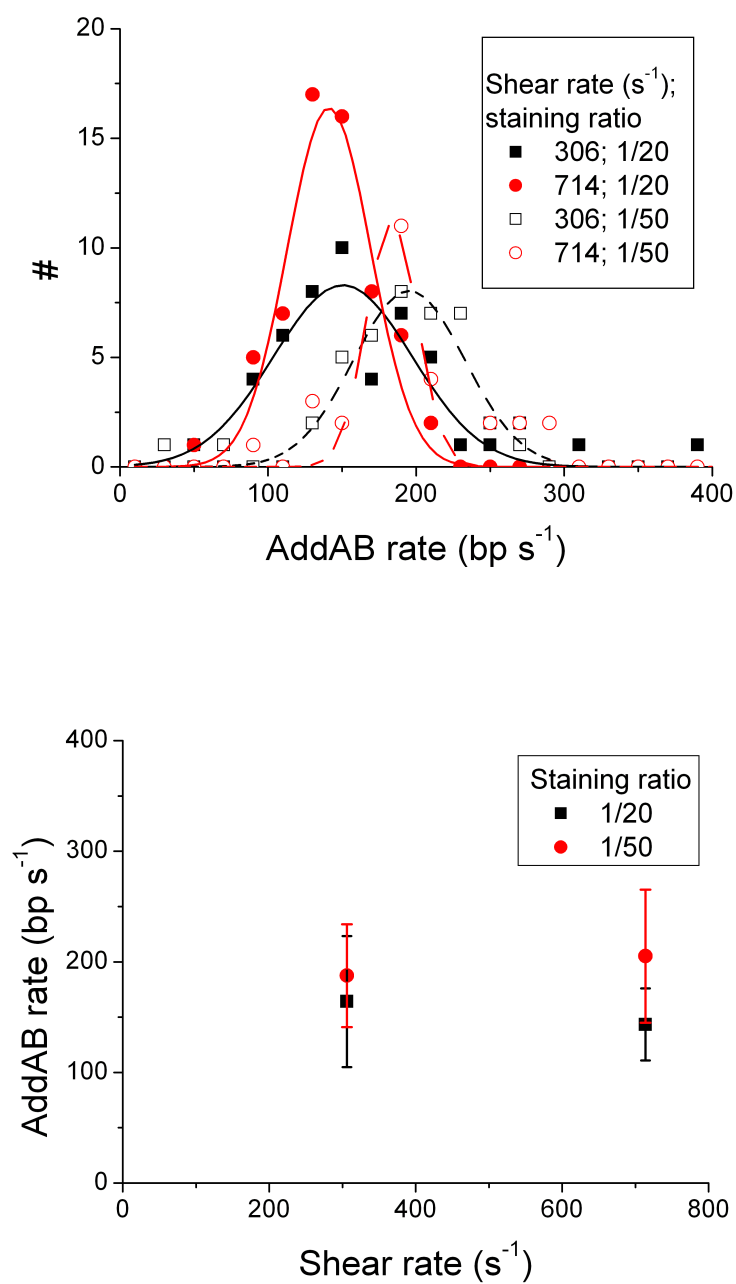 20
15
10
5
0
#
Shear rate (s⁻¹);
staining ratio
306; 1/20
714; 1/20
306; 1/50
714; 1/50
0 100 200 300 400
AddAB rate (bp s⁻¹)
400
300
200
100
0
AddAB rate (bp s⁻¹)
Staining ratio
1/20
1/50
0 200 400 600 800
Shear rate (s⁻¹)